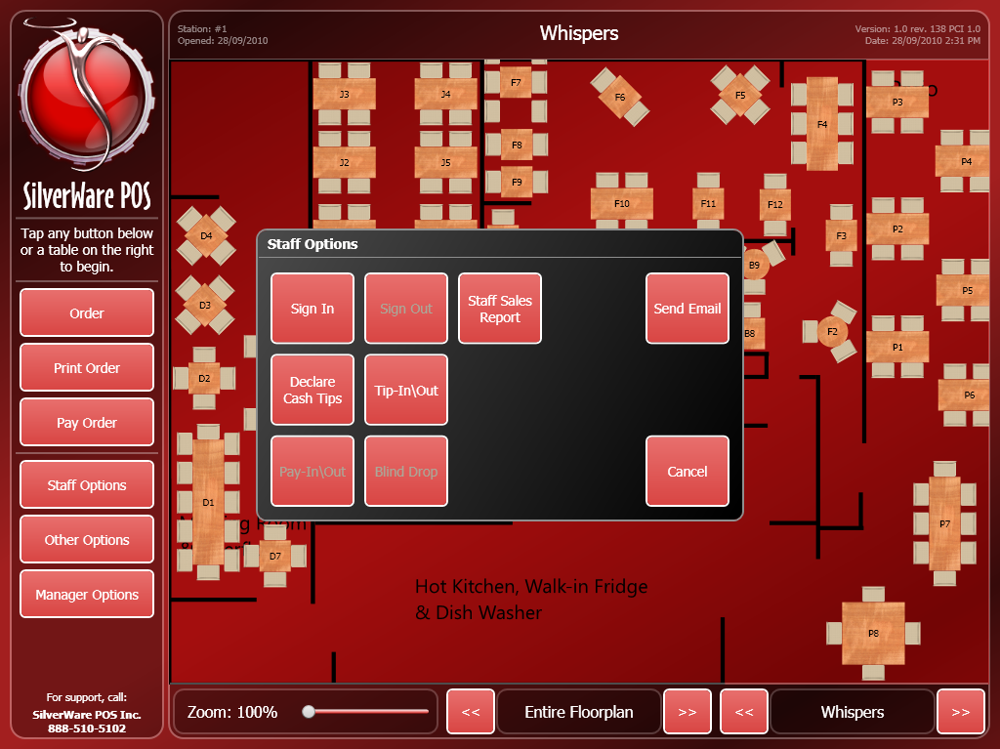 Station: #1
Opened: 28/09/2010
Whispers
Version: 1.0 rev. 138 PCI 1.0
Date: 28/09/2010 2:31 PM
SilverWare POS
Tap any button below
or a table on the right
to begin.
Order
Print Order
Pay Order
Staff Options
Other Options
Manager Options
For support, call:
SilverWare POS Inc.
888-510-5102
J3
J4
F7
F6
F5
F4
P3
J2
J5
F8
F9
P4
F10
F11
F12
F3
P2
D4
B9
P5
D3
B8
F2
P1
D2
P6
D1
D7
P7
P8
Staff Options
Sign In
Sign Out
Staff Sales
Report
Send Email
Declare
Cash Tips
Tip-In\Out
Pay-In\Out
Blind Drop
Cancel
Room
Hot Kitchen, Walk-in Fridge
& Dish Washer
Zoom: 100%
<<
Entire Floorplan
>>
<<
Whispers
>>